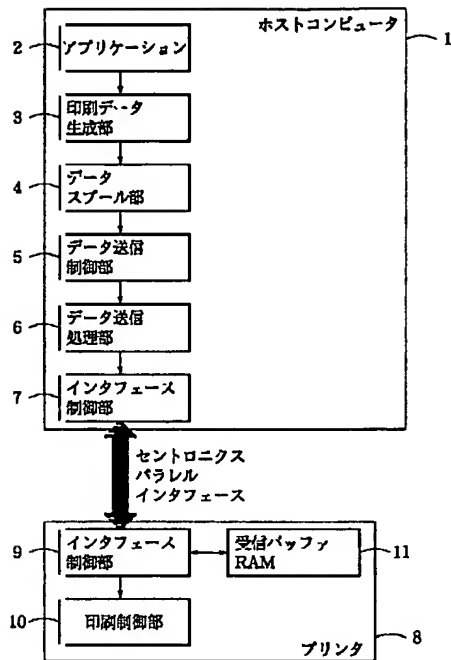 ホストコンピュータ
1
2
アプリケーション
3
印刷データ
生成部
4
データ
スプール部
5
データ送信
制御部
6
データ送信
処理部
7
インタフェース
制御部
セントロニクス
パラレル
インタフェース
9
インタフェース
制御部
受信バッファ
RAM
11
10
印刷制御部
プリンタ
8